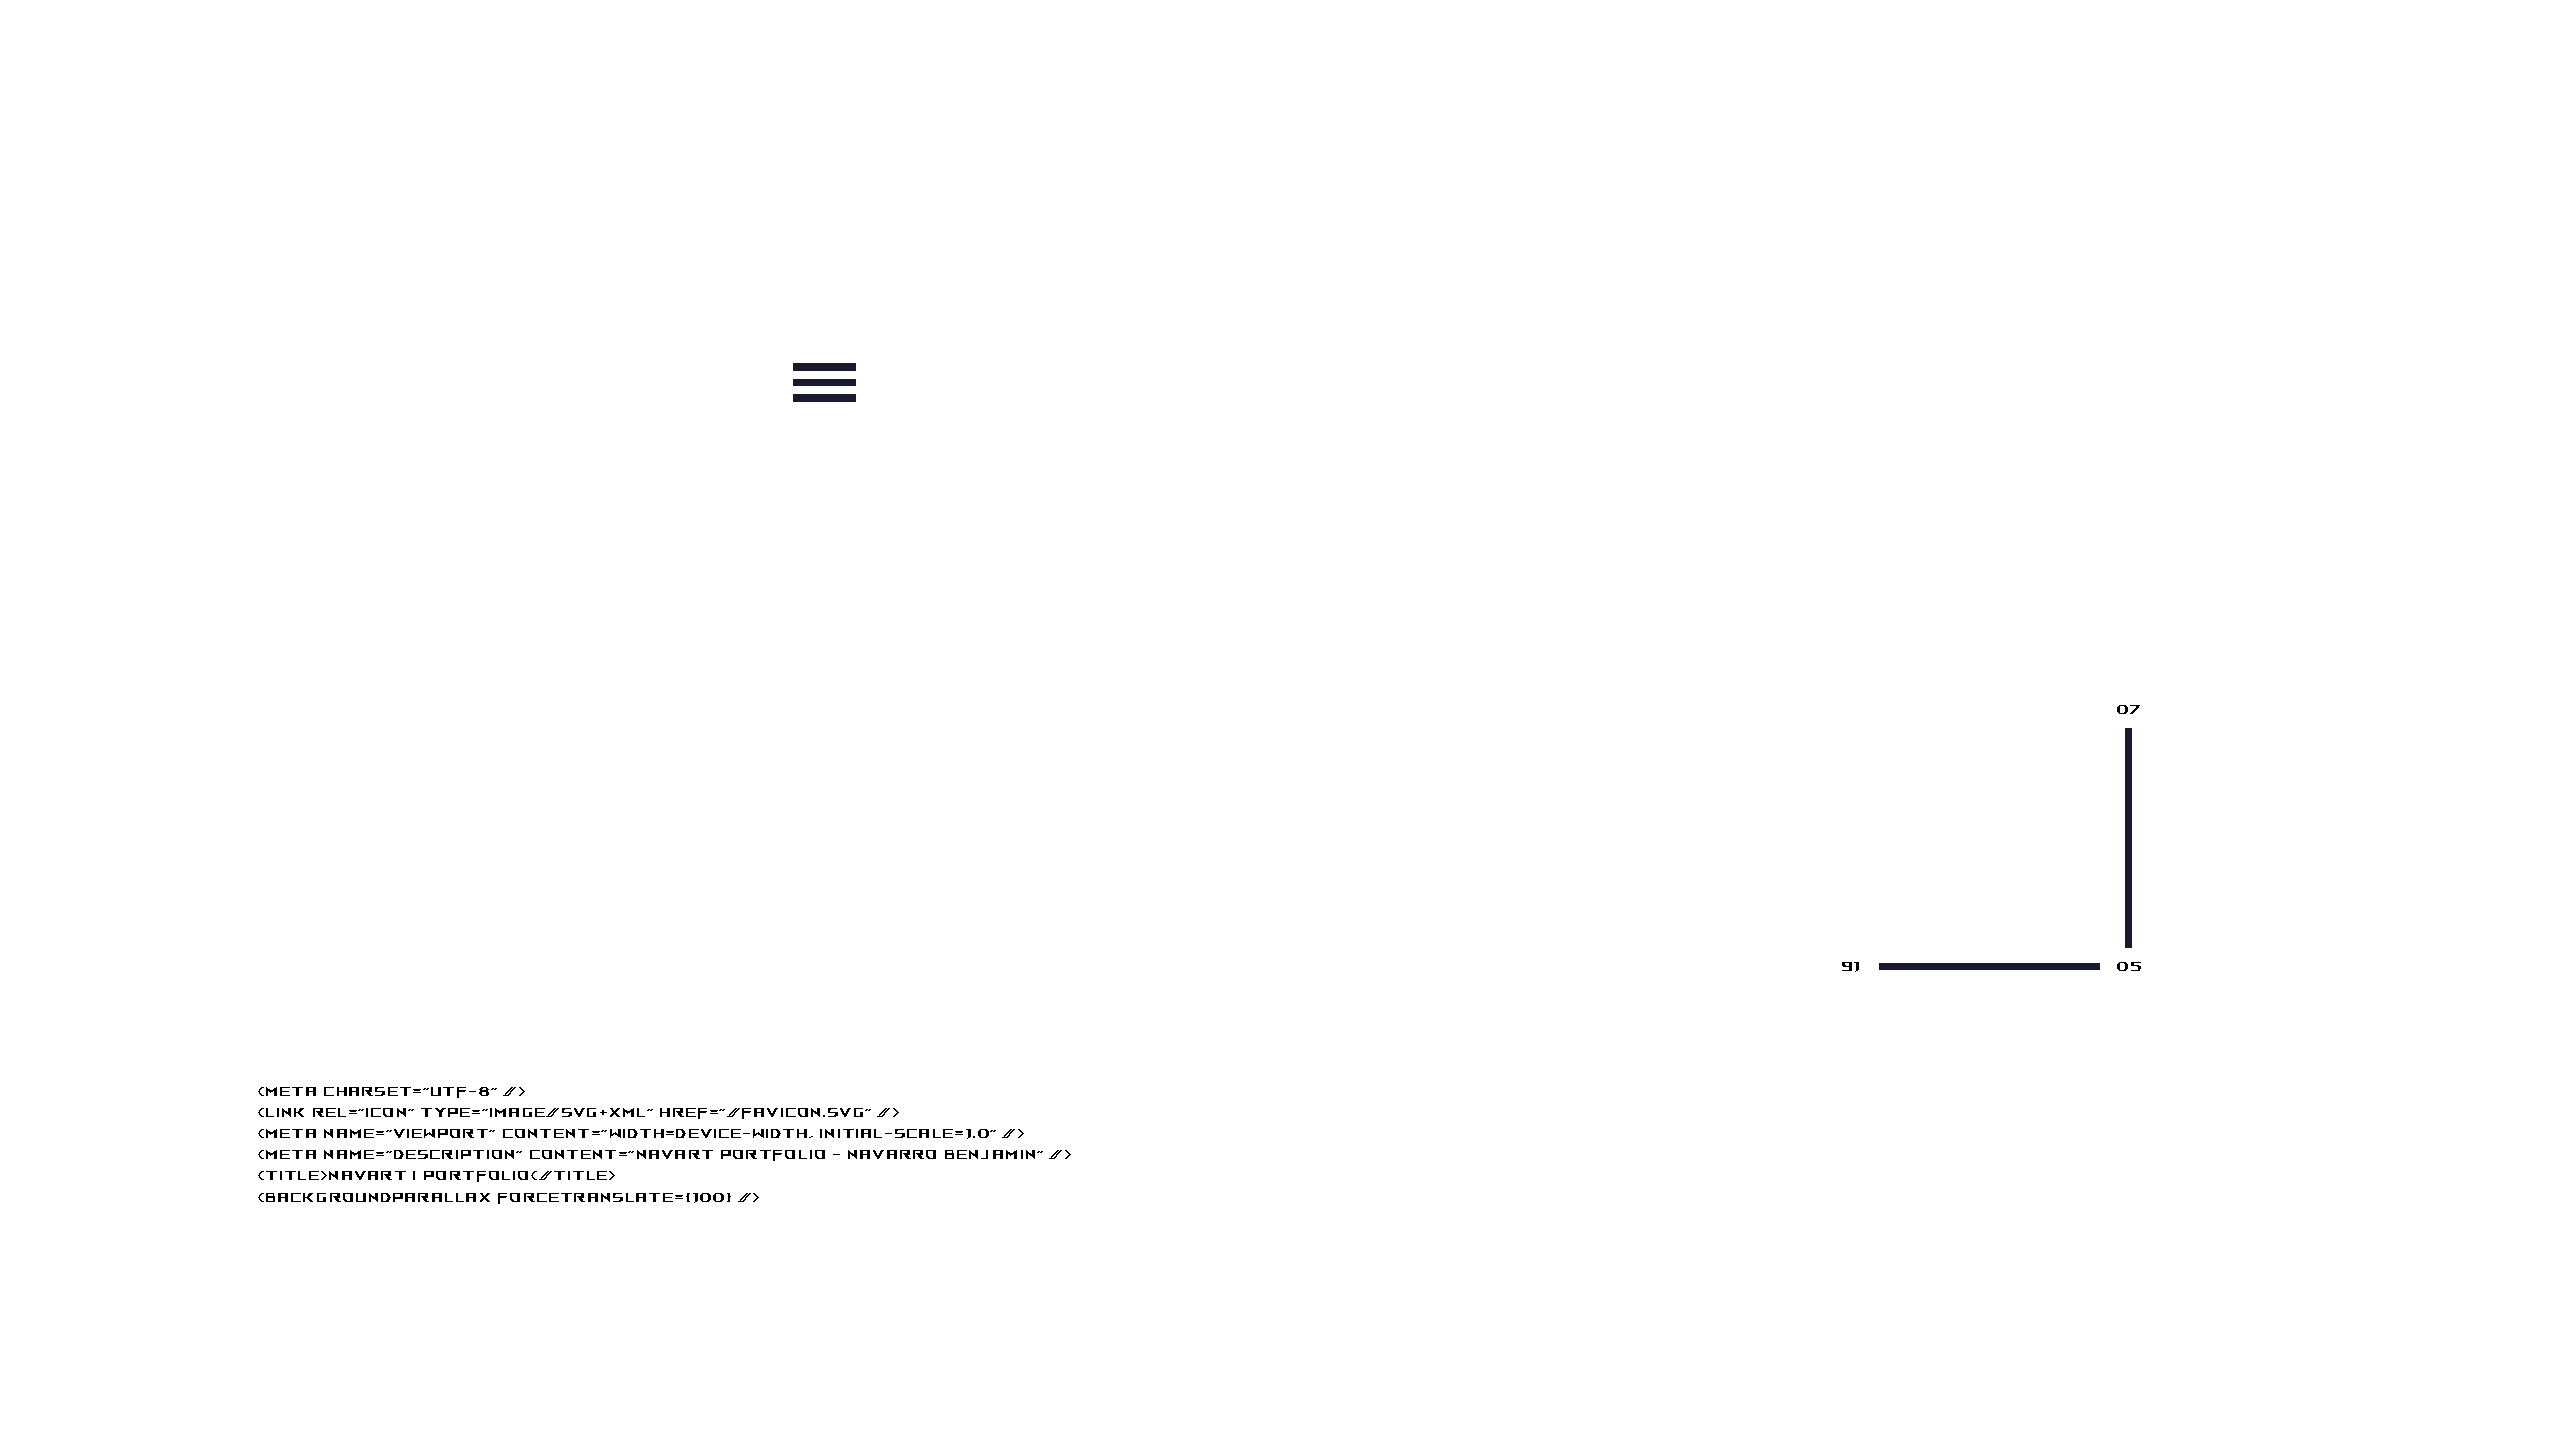 07
91
05
<META CHARSET="UTF-8" //>
<LINK REL="ICON" TYPE="IMAGE//SVG+XML" HREF="//FAVICON.SVG" //>
<META NAME="VIEWPORT" CONTENT="WIDTH=DEVICE-WIDTH, INITIAL-SCALE=1.0" //>
<META NAME="DESCRIPTION" CONTENT="NAVART PORTFOLIO - NAVARRO BENJAMIN" //>
<TITLE>NAVART | PORTFOLIO<//TITLE>
<BACKGROUNDPARALLAX FORCETRANSLATE={100} //>